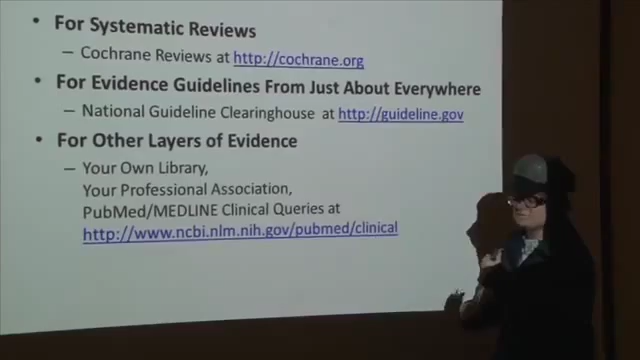 • For Systematic Reviews
– Cochrane Reviews at http://cochrane.org
• For Evidence Guidelines From Just About Everywhere
– National Guideline Clearinghouse at http://guideline.gov
• For Other Layers of Evidence
– Your Own Library,
Your Professional Association,
PubMed/MEDLINE Clinical Queries at
http://www.ncbi.nlm.nih.gov/pubmed/clinical